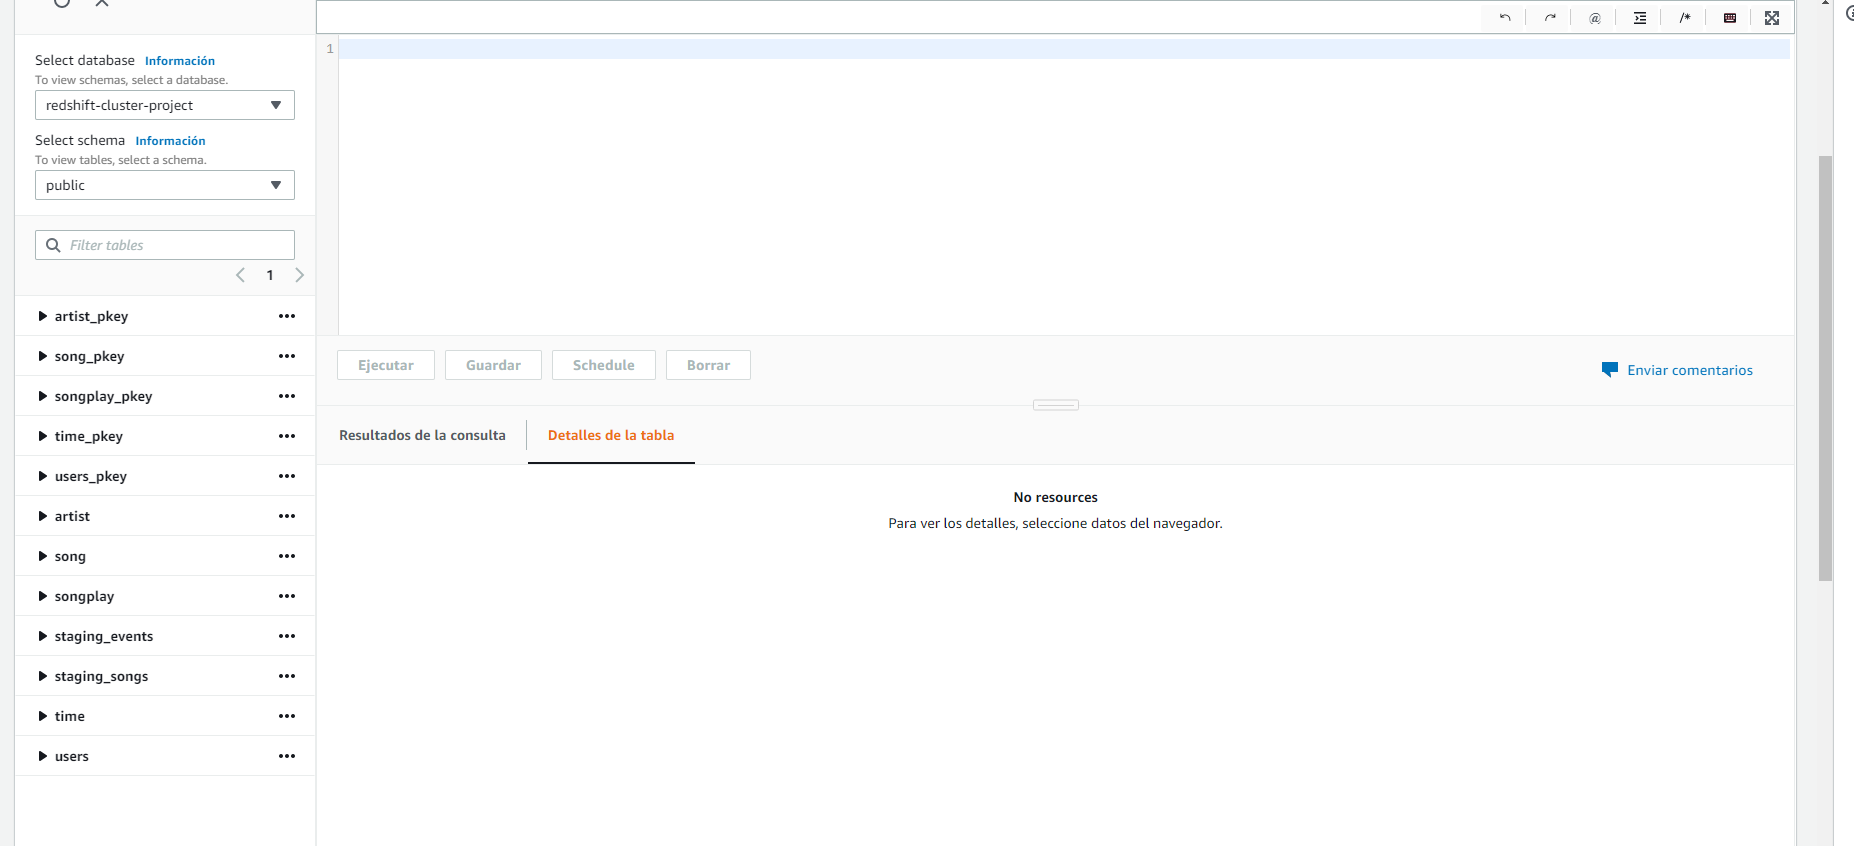 Select database Información
To view schemas, select a database.
redshift-cluster-project
Select schema Información
To view tables, select a schema.
public
Filter tables
1
artist_pkey
song_pkey
songplay_pkey
time_pkey
users_pkey
artist
song
songplay
staging_events
staging_songs
time
users
@ /*
1
Ejecutar Guardar Schedule Borrar
Enviar comentarios
Resultados de la consulta Detalles de la tabla
No resources
Para ver los detalles, seleccione datos del navegador.